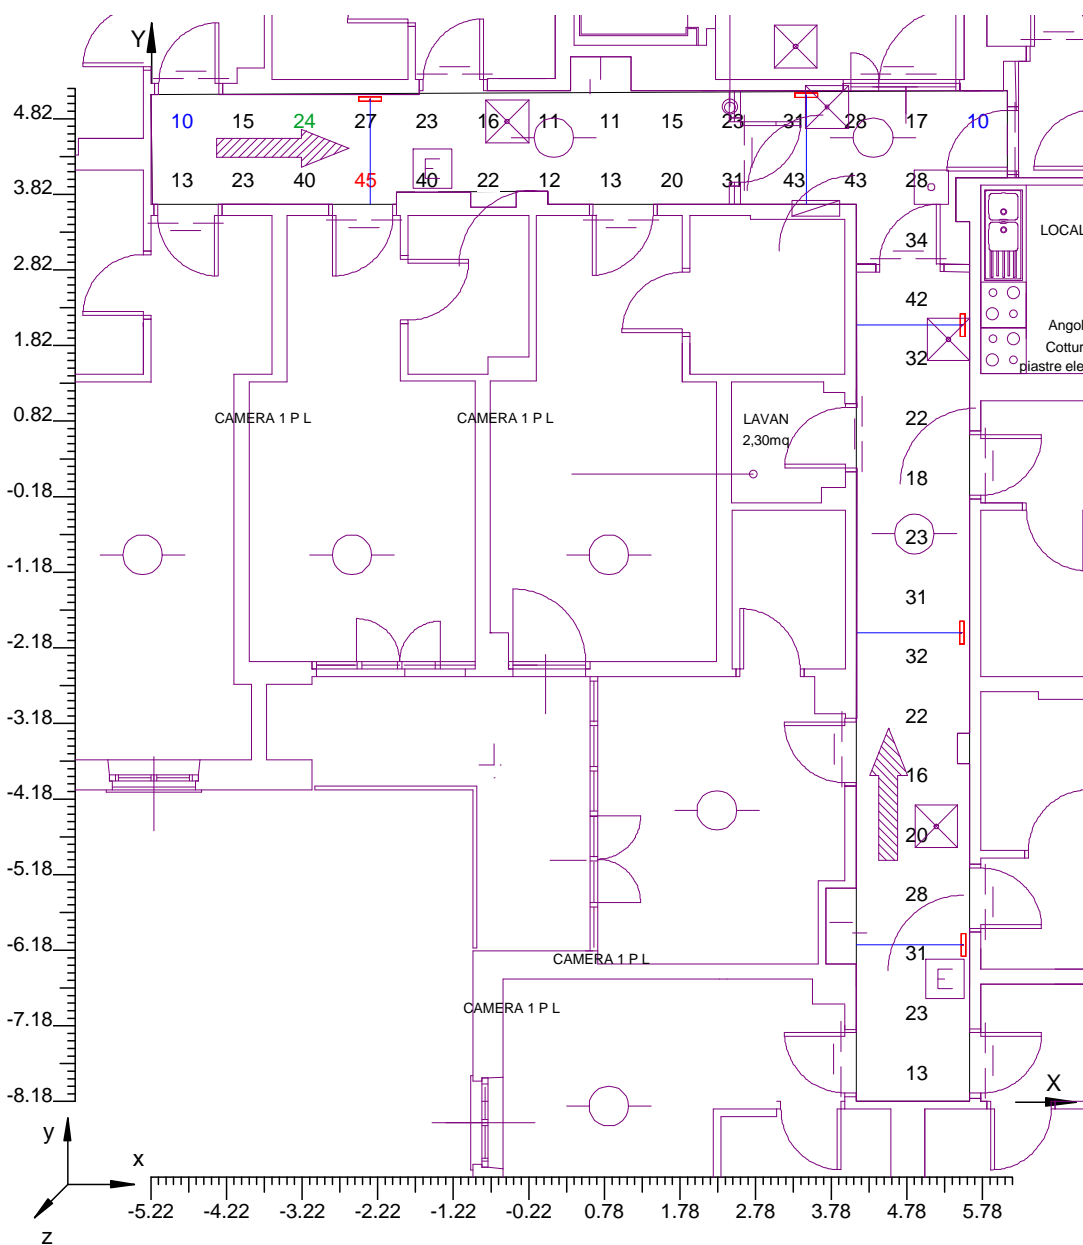 Y
4.82
10 15 24 27 23 16 11 11 15 23 31 28 17 10
E
3.82
13 23 40 45 40 22 12 13 20 31 43 43 28
34
LOCAL
2.82
42
Angol
1.82
32
Cottur
piastre ele
0.82
CAMERA 1 P L
CAMERA 1 P L
LAVAN
22
2,30mq
-0.18
18
23
-1.18
31
-2.18
32
-3.18
22
16
-4.18
20
-5.18
28
-6.18
31
CAMERA 1 P L
E
CAMERA 1 P L
-7.18
23
13
-8.18
X
y
x
z
-5.22 -4.22 -3.22 -2.22 -1.22 -0.22 0.78 1.78 2.78 3.78 4.78 5.78